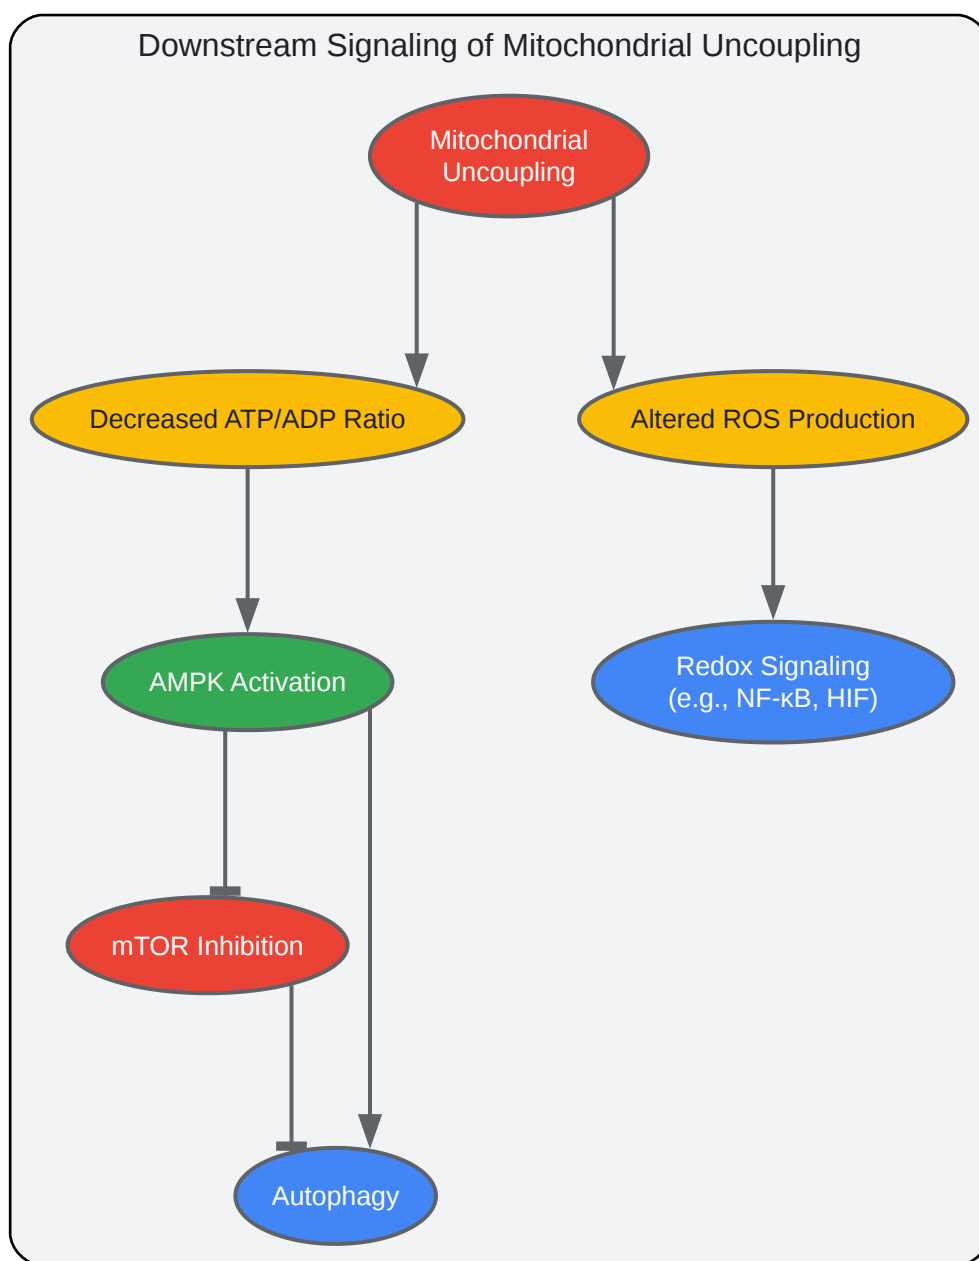 Downstream Signaling of Mitochondrial Uncoupling
Mitochondrial
Uncoupling
Decreased ATP/ADP Ratio
Altered ROS Production
AMPK Activation
Redox Signaling
(e.g., NF-κB, HIF)
mTOR Inhibition
Autophagy